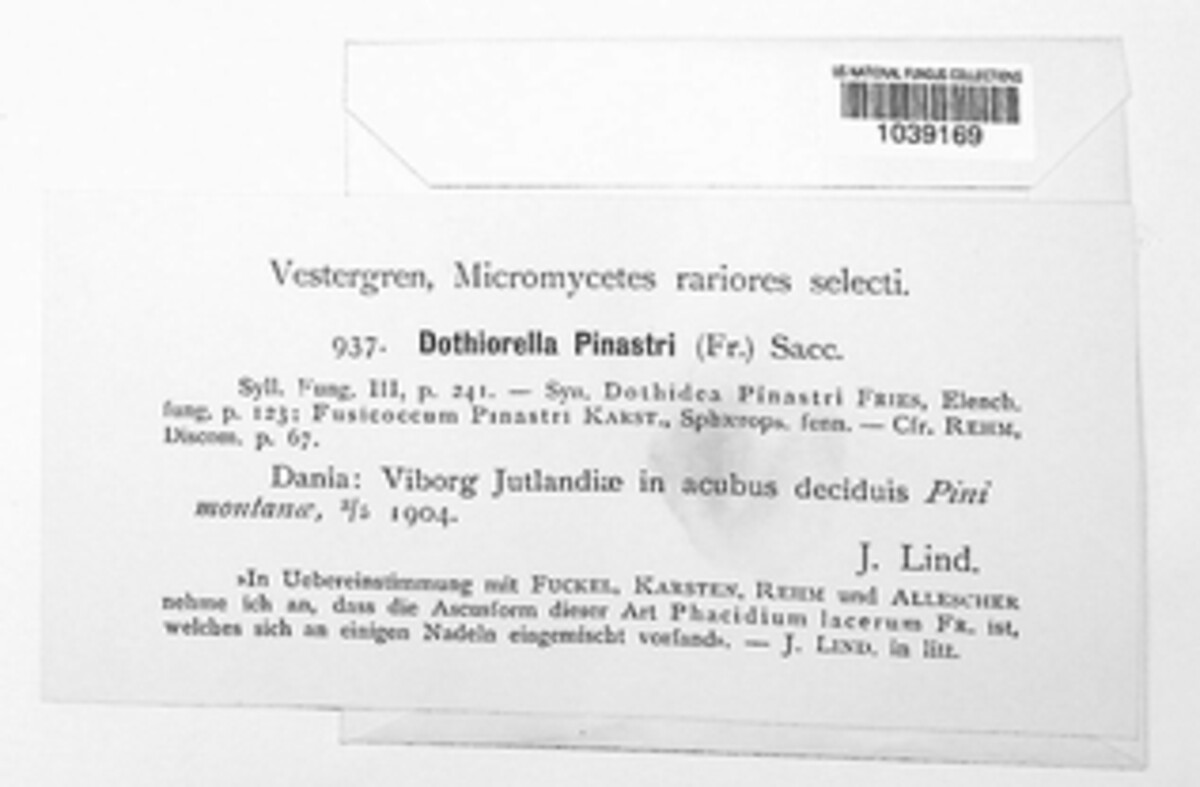 US NATIONAL FUNGUS COLLECTIONS
1039169
Vestergren, Micromycetes rariores selecti.
937. Dothiorella Pinastri (Fr.) Sacc.
Syll. Fung. III, p. 241. — Syn. Dothidea Pinastri FRIES, Elench.
fung. p. 123; Fusicoccum Pinastri KARST., Sphærops. fenn. — Cfr. REHM,
Discom. p. 67.
Dania: Viborg Jutlandiæ in acubus deciduis Pini
montanæ, 1904.
J. Lind.
»In Uebereinstimmung mit FUCKEL, KARSTEN, REHM und ALLESCHER
nehme ich an, dass die Ascusform dieser Art Phacidium lacerum FR. ist,
welches sich an einigen Nadeln eingemischt vorfand». — J. LIND. in litt.